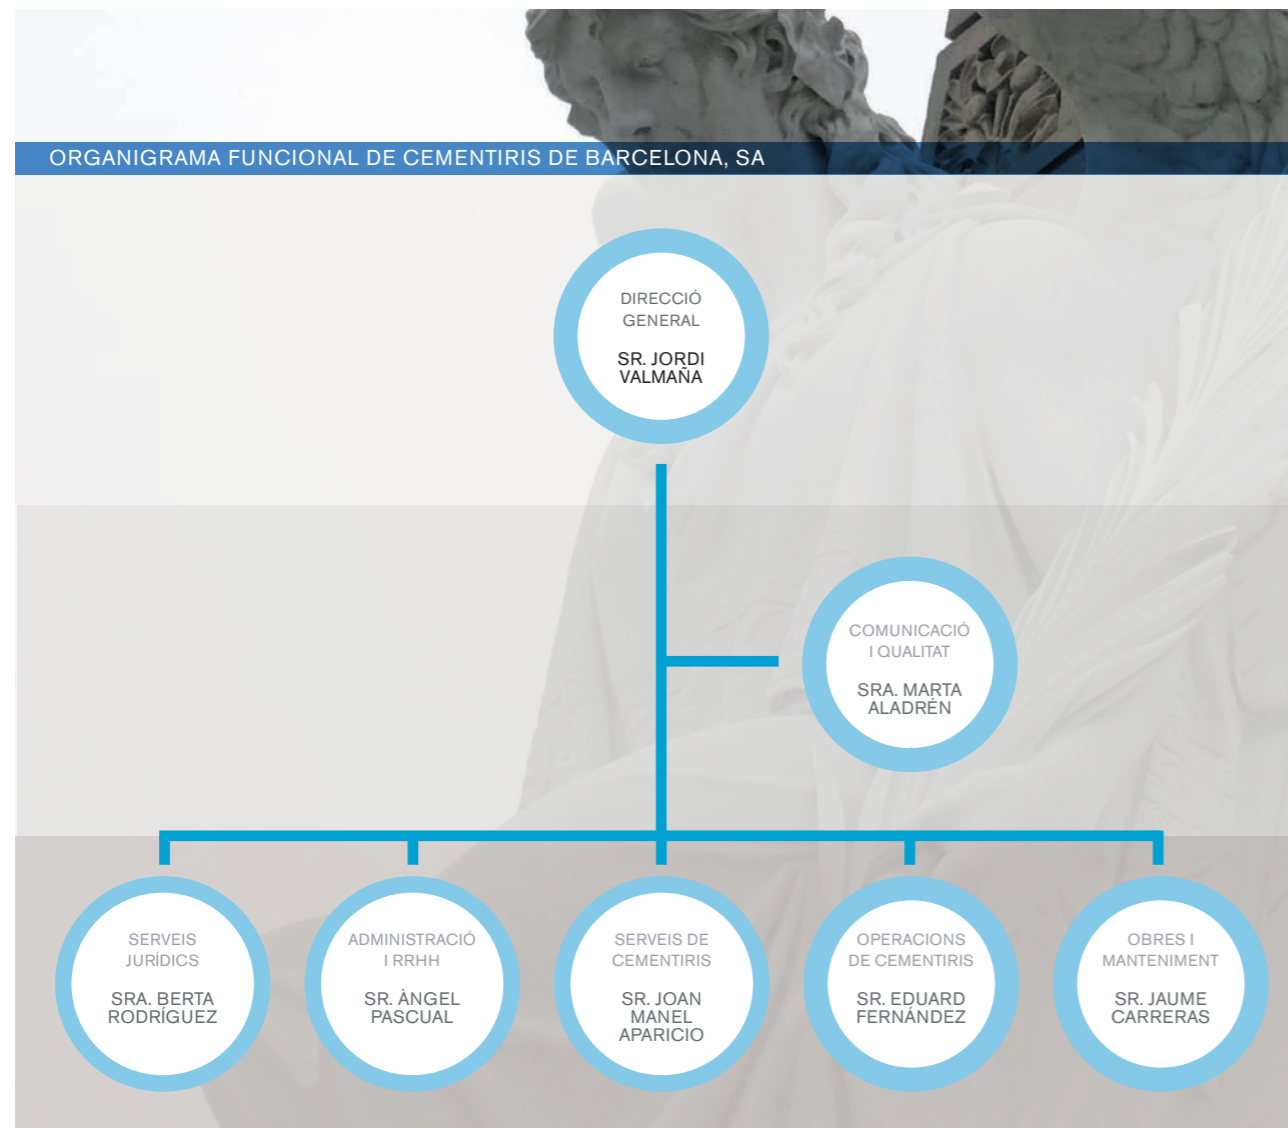 ORGANIGRAMA FUNCIONAL DE CEMENTIRIS DE BARCELONA, SA
DIRECCIÓ
GENERAL
SR. JORDI
VALMAÑA
COMUNICACIÓ
I QUALITAT
SRA. MARTA
ALADRÉN
SERVEIS
JURÍDICS
SRA. BERTA
RODRÍGUEZ
ADMINISTRACIÓ
I RRHH
SR. ÀNGEL
PASCUAL
SERVEIS DE
CEMENTIRIS
SR. JOAN
MANEL
APARICIO
OPERACIONS
DE CEMENTIRIS
SR. EDUARD
FERNÁNDEZ
OBRES I
MANTENIMENT
SR. JAUME
CARRERAS